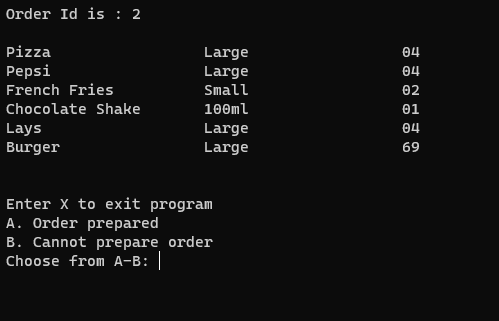 Order Id is : 2
Pizza Large 04
Pepsi Large 04
French Fries Small 02
Chocolate Shake 100ml 01
Lays Large 04
Burger Large 69
Enter X to exit program
A. Order prepared
B. Cannot prepare order
Choose from A-B: